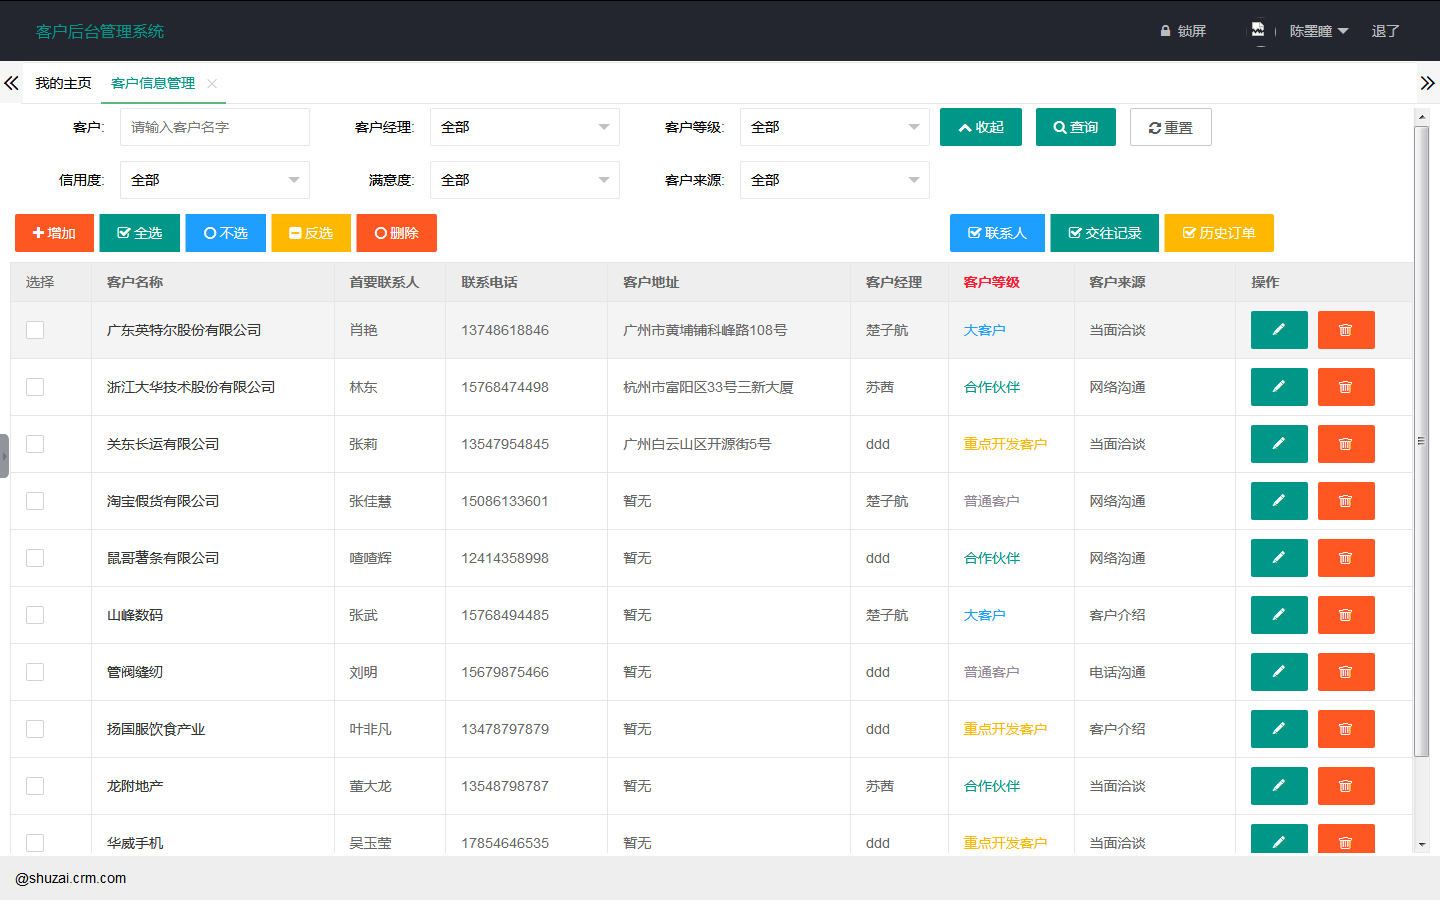 客户后台管理系统 锁屏 陈墨瞳 退了
我的主页 客户信息管理
客户: 请输入客户名字 客户经理: 全部 客户等级: 全部 收起 查询 重置
信用度: 全部 满意度: 全部 客户来源: 全部
增加 全选 不选 反选 删除 联系人 交往记录 历史订单
选择 客户名称 首要联系人 联系电话 客户地址 客户经理 客户等级 客户来源 操作
广东英特尔股份有限公司 肖艳 13748618846 广州市黄埔铺科峰路108号 楚子航 大客户 当面洽谈
浙江大华技术股份有限公司 林东 15768474498 杭州市富阳区33号三新大厦 苏茜 合作伙伴 网络沟通
关东长运有限公司 张莉 13547954845 广州白云山区开源街5号 ddd 重点开发客户 当面洽谈
淘宝假货有限公司 张佳慧 15086133601 暂无 楚子航 普通客户 网络沟通
鼠哥薯条有限公司 喳喳辉 12414358998 暂无 ddd 合作伙伴 网络沟通
山峰数码 张武 15768494485 暂无 楚子航 大客户 客户介绍
管阀缝纫 刘明 15679875466 暂无 ddd 普通客户 电话沟通
扬国服饮食产业 叶非凡 13478797879 暂无 ddd 重点开发客户 客户介绍
龙附地产 董大龙 13548798787 暂无 苏茜 合作伙伴 当面洽谈
华威手机 吴玉莹 17854646535 暂无 ddd 重点开发客户 当面洽谈
@shuzai.crm.com